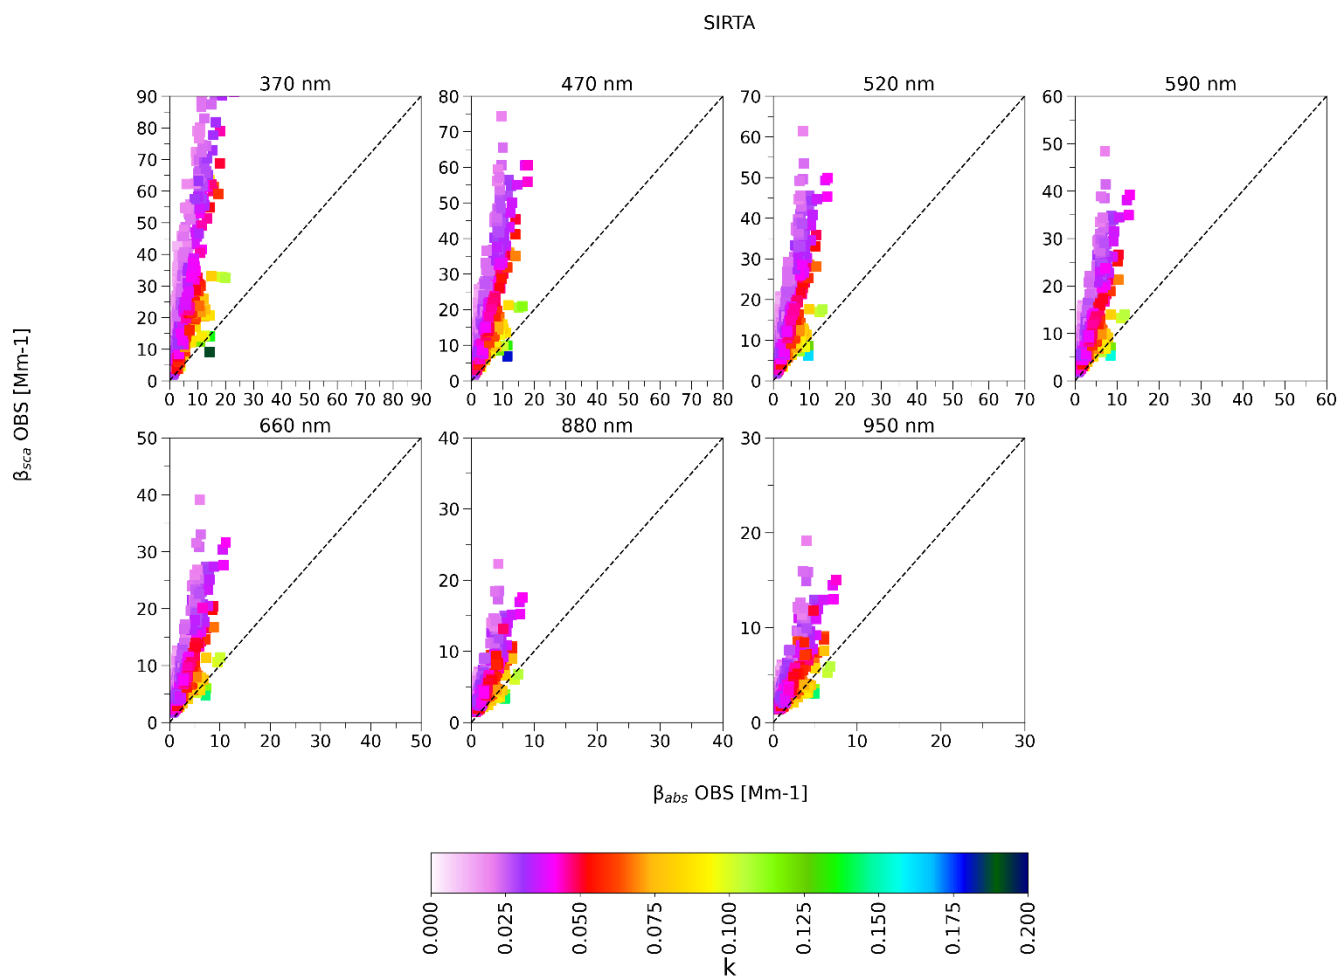 SIRTA
370 nm
470 nm
520 nm
590 nm
90
80
70
60
50
40
30
20
10
0
0 10 20 30 40 50 60 70 80 90
80
70
60
50
40
30
20
10
0
0 10 20 30 40 50 60 70 80
70
60
50
40
30
20
10
0
0 10 20 30 40 50 60 70
60
50
40
30
20
10
0
0 10 20 30 40 50 60
βsca OBS [Mm-1]
660 nm
880 nm
950 nm
50
40
30
20
10
0
0 10 20 30 40 50
40
30
20
10
0
0 10 20 30 40
30
20
10
0
0 10 20 30
βabs OBS [Mm-1]
0.000 0.025 0.050 0.075 0.100 0.125 0.150 0.175 0.200
k